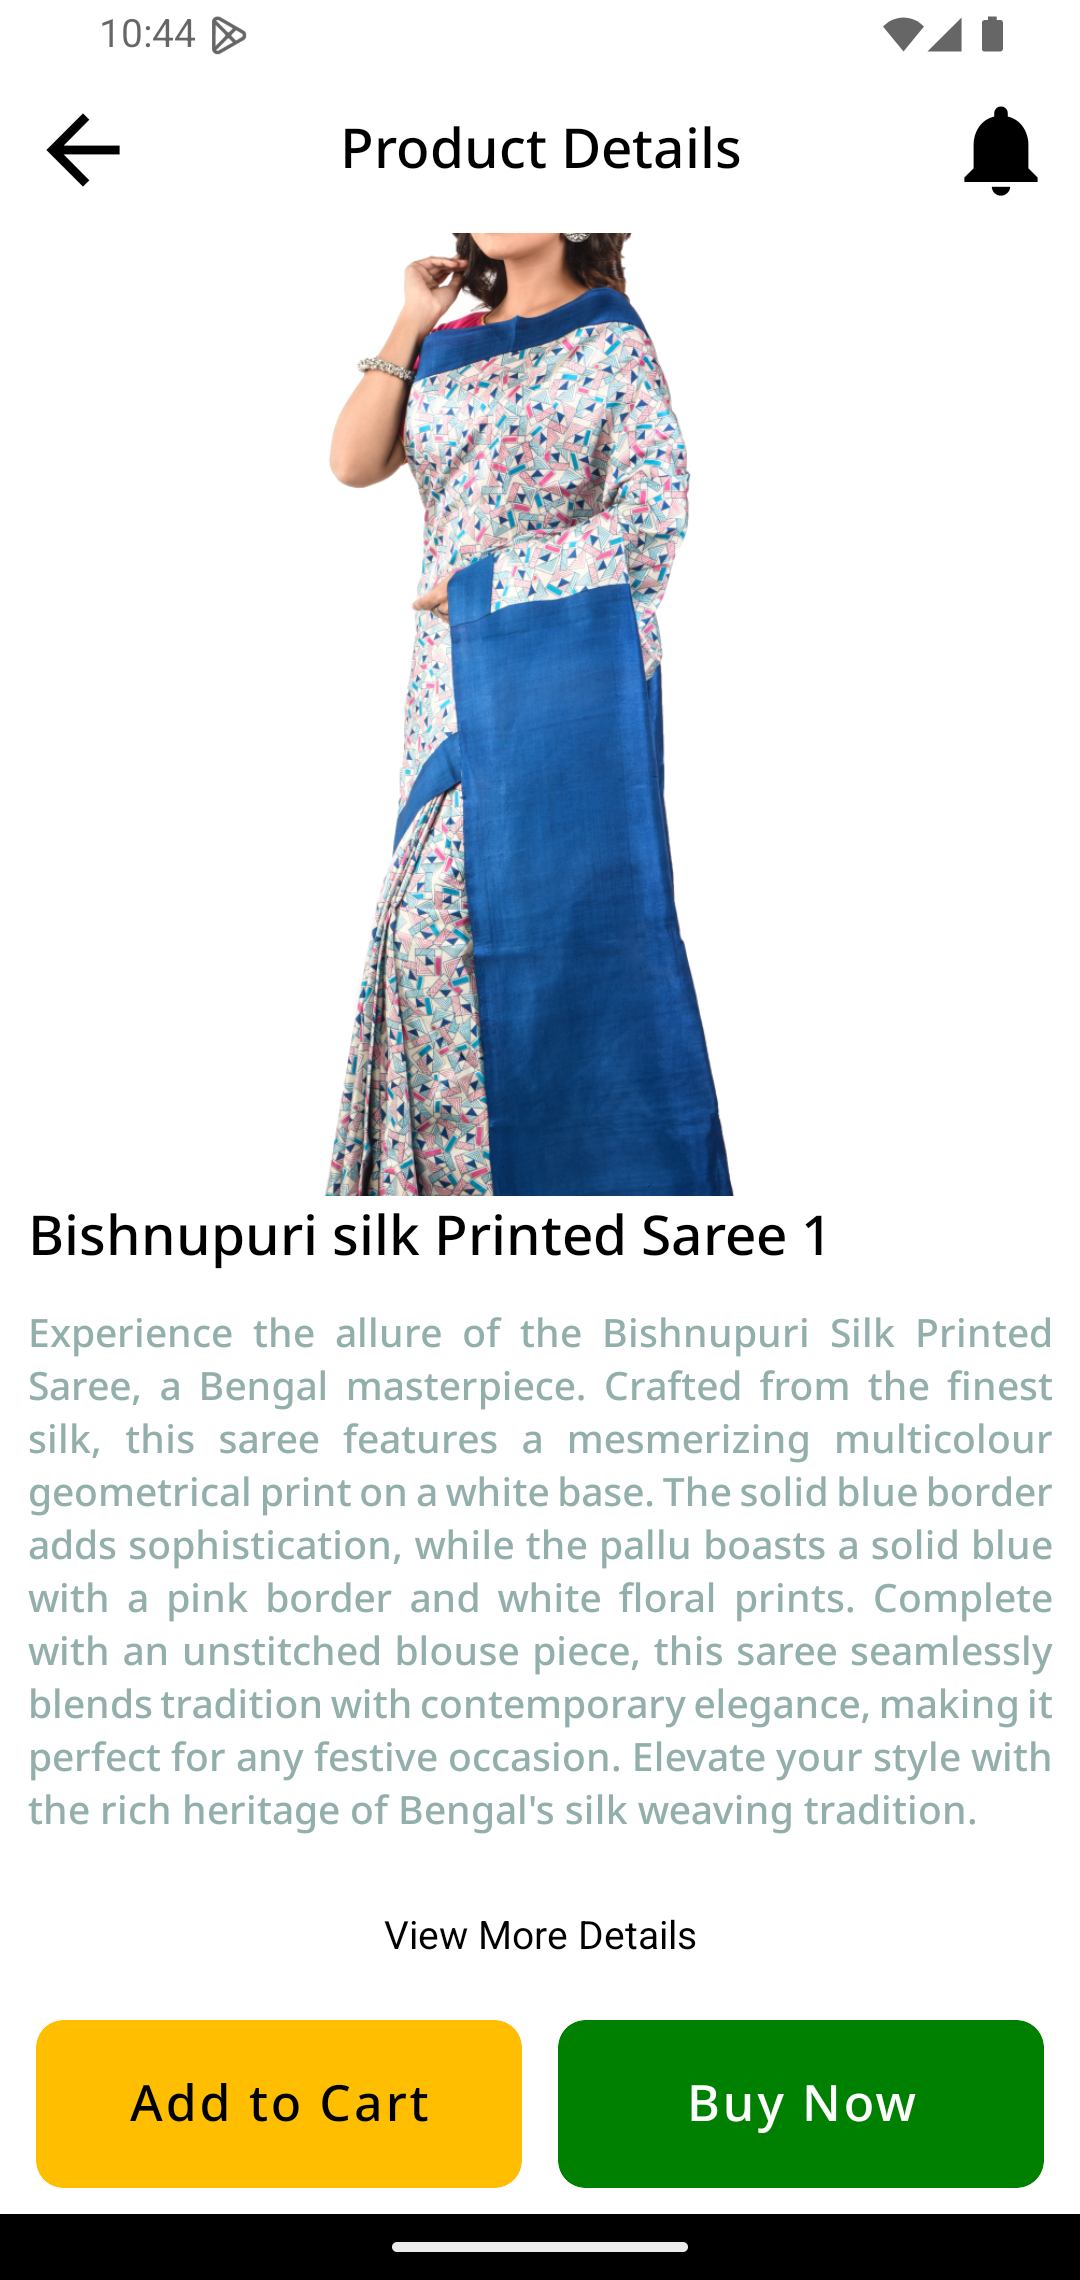 10:44
Product Details
Bishnupuri silk Printed Saree 1
Experience the allure of the Bishnupuri Silk Printed
Saree, a Bengal masterpiece. Crafted from the finest
silk, this saree features a mesmerizing multicolour
geometrical print on a white base. The solid blue border
adds sophistication, while the pallu boasts a solid blue
with a pink border and white floral prints. Complete
with an unstitched blouse piece, this saree seamlessly
blends tradition with contemporary elegance, making it
perfect for any festive occasion. Elevate your style with
the rich heritage of Bengal's silk weaving tradition.
View More Details
Add to Cart
Buy Now